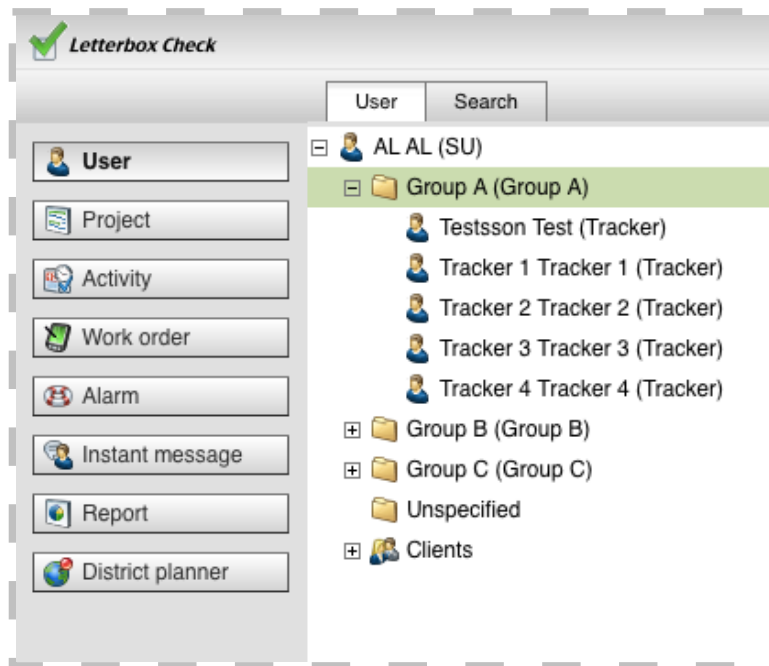 Letterbox Check
User
Search
User
Project
Activity
Work order
Alarm
Instant message
Report
District planner
AL AL (SU)
Group A (Group A)
Testsson Test (Tracker)
Tracker 1 Tracker 1 (Tracker)
Tracker 2 Tracker 2 (Tracker)
Tracker 3 Tracker 3 (Tracker)
Tracker 4 Tracker 4 (Tracker)
Group B (Group B)
Group C (Group C)
Unspecified
Clients